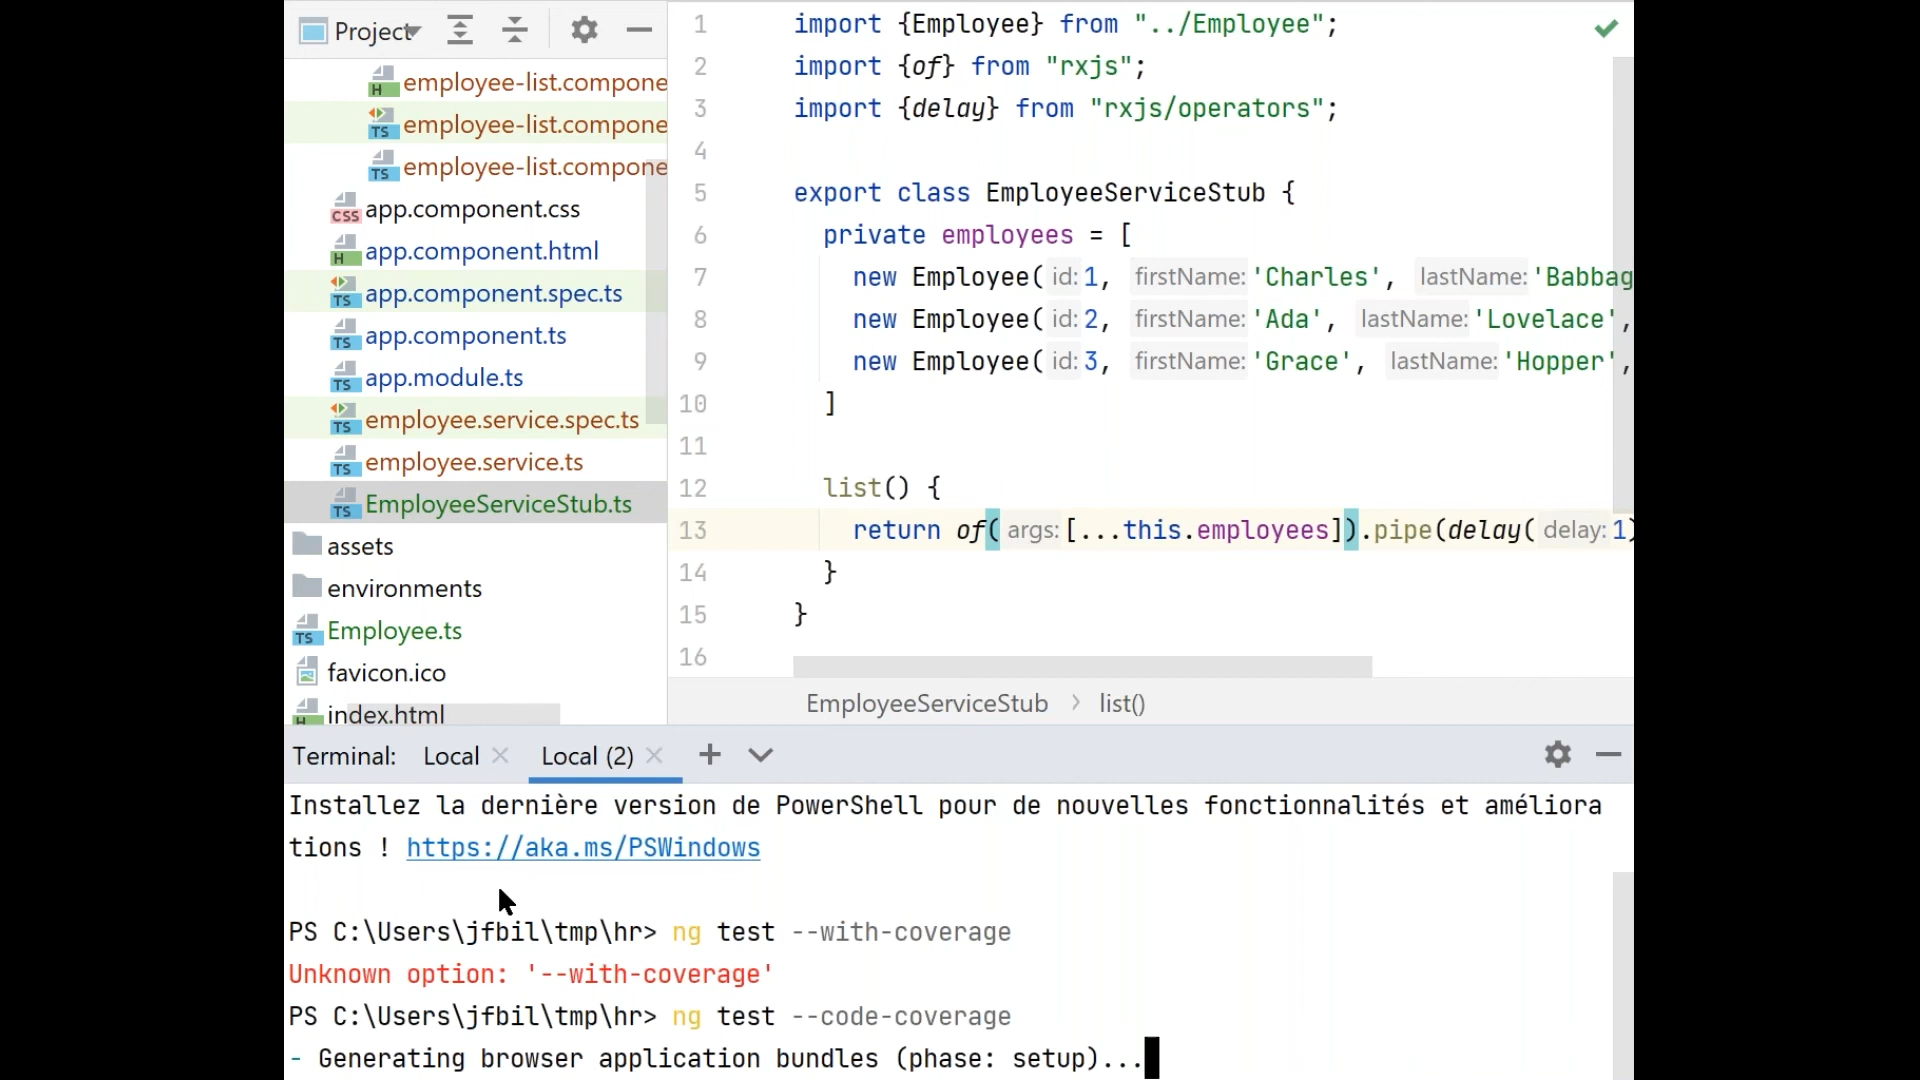 Project
employee-list.compone
employee-list.compone
employee-list.compone
app.component.css
app.component.html
app.component.spec.ts
app.component.ts
app.module.ts
employee.service.spec.ts
employee.service.ts
EmployeeServiceStub.ts
assets
environments
Employee.ts
favicon.ico
index.html
1 import {Employee} from "../Employee";
2 import {of} from "rxjs";
3 import {delay} from "rxjs/operators";
4
5 export class EmployeeServiceStub {
6 private employees = [
7 new Employee( id: 1, firstName: 'Charles', lastName: 'Babbag
8 new Employee( id: 2, firstName: 'Ada', lastName: 'Lovelace',
9 new Employee( id: 3, firstName: 'Grace', lastName: 'Hopper',
10 ]
11
12 list() {
13 return of( args: [...this.employees]).pipe(delay( delay: 1)
14 }
15 }
16
EmployeeServiceStub > list()
Terminal: Local Local (2)
Installez la dernière version de PowerShell pour de nouvelles fonctionnalités et améliora
tions ! https://aka.ms/PSWindows
PS C:\Users\jfbil\tmp\hr> ng test --with-coverage
Unknown option: '--with-coverage'
PS C:\Users\jfbil\tmp\hr> ng test --code-coverage
- Generating browser application bundles (phase: setup)...